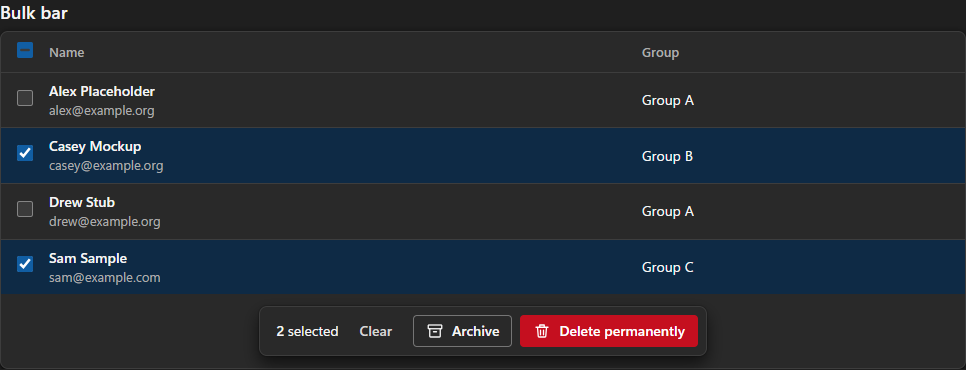 Bulk bar
Name Group
Alex Placeholder
alex@example.org
Group A
Casey Mockup
casey@example.org
Group B
Drew Stub
drew@example.org
Group A
Sam Sample
sam@example.com
Group C
2 selected Clear Archive Delete permanently